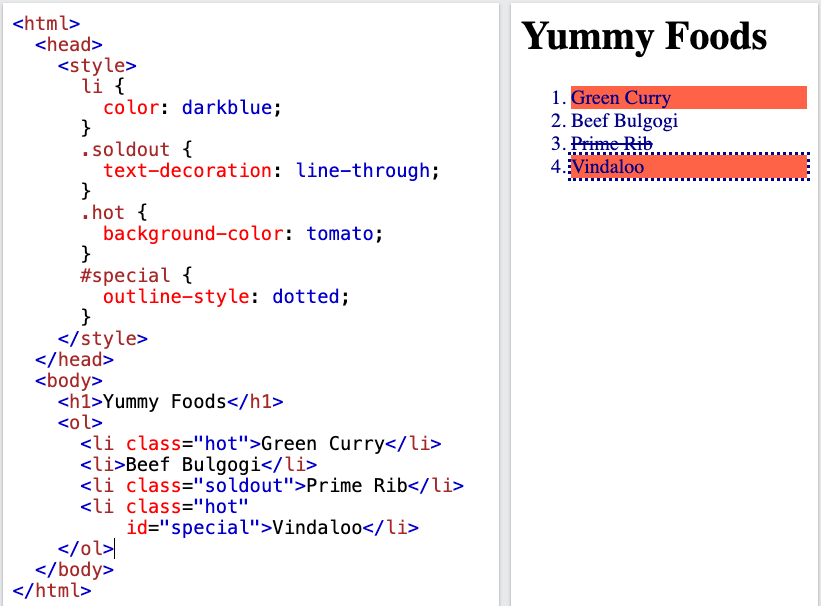 <html>
  <head>
    <style>
      li {
        color: darkblue;
      }
      .soldout {
        text-decoration: line-through;
      }
      .hot {
        background-color: tomato;
      }
      #special {
        outline-style: dotted;
      }
    </style>
  </head>
  <body>
    <h1>Yummy Foods</h1>
    <ol>
      <li class="hot">Green Curry</li>
      <li>Beef Bulgogi</li>
      <li class="soldout">Prime Rib</li>
      <li class="hot"
          id="special">Vindaloo</li>
    </ol>
  </body>
</html>
Yummy Foods
1. Green Curry
2. Beef Bulgogi
3. Prime Rib
4. Vindaloo